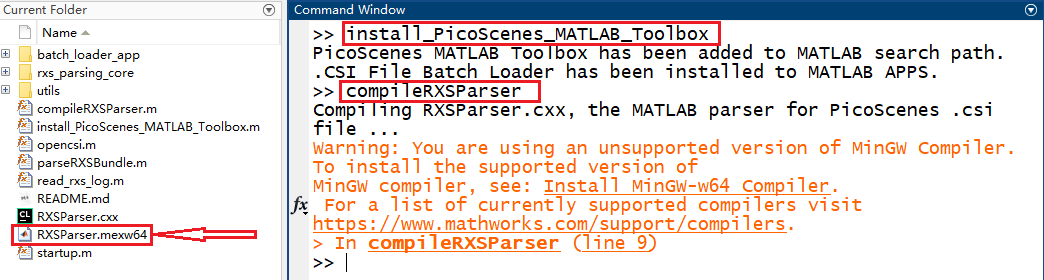 Current Folder
batch_loader_app
rxs_parsing_core
utils
compileRXSParser.m
install_PicoScenes_MATLAB_Toolbox.m
opencsi.m
parseRXSBundle.m
read_rxs_log.m
README.md
CL
RXSParser.cxx
RXSParser.mexw64
startup.m
Command Window
>> install_PicoScenes_MATLAB_Toolbox
PicoScenes MATLAB Toolbox has been added to MATLAB search path.
.CSI File Batch Loader has been installed to MATLAB APPS.
>> compileRXSParser
Compiling RXSParser.cxx, the MATLAB parser for PicoScenes .csi
file ...
Warning: You are using an unsupported version of MinGW Compiler.
To install the supported version of
MinGW compiler, see: Install MinGW-w64 Compiler.
For a list of currently supported compilers visit
https://www.mathworks.com/support/compilers.
> In compileRXSParser (line 9)
fx >>